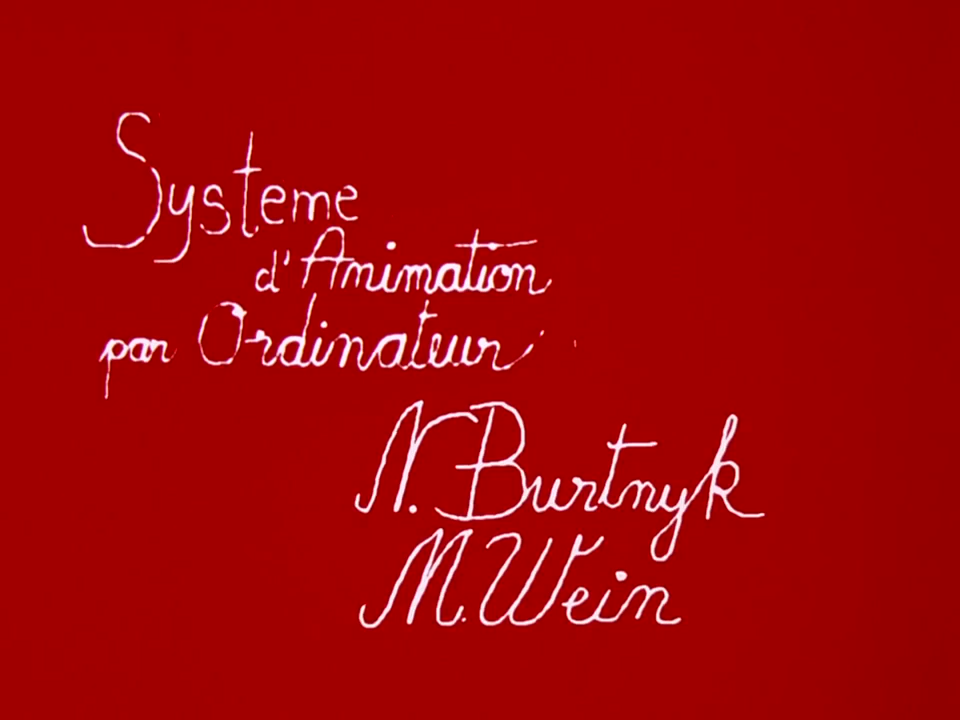 Systeme
d'Animation
par Ordinateur
N. Burtnyk
M. Wein